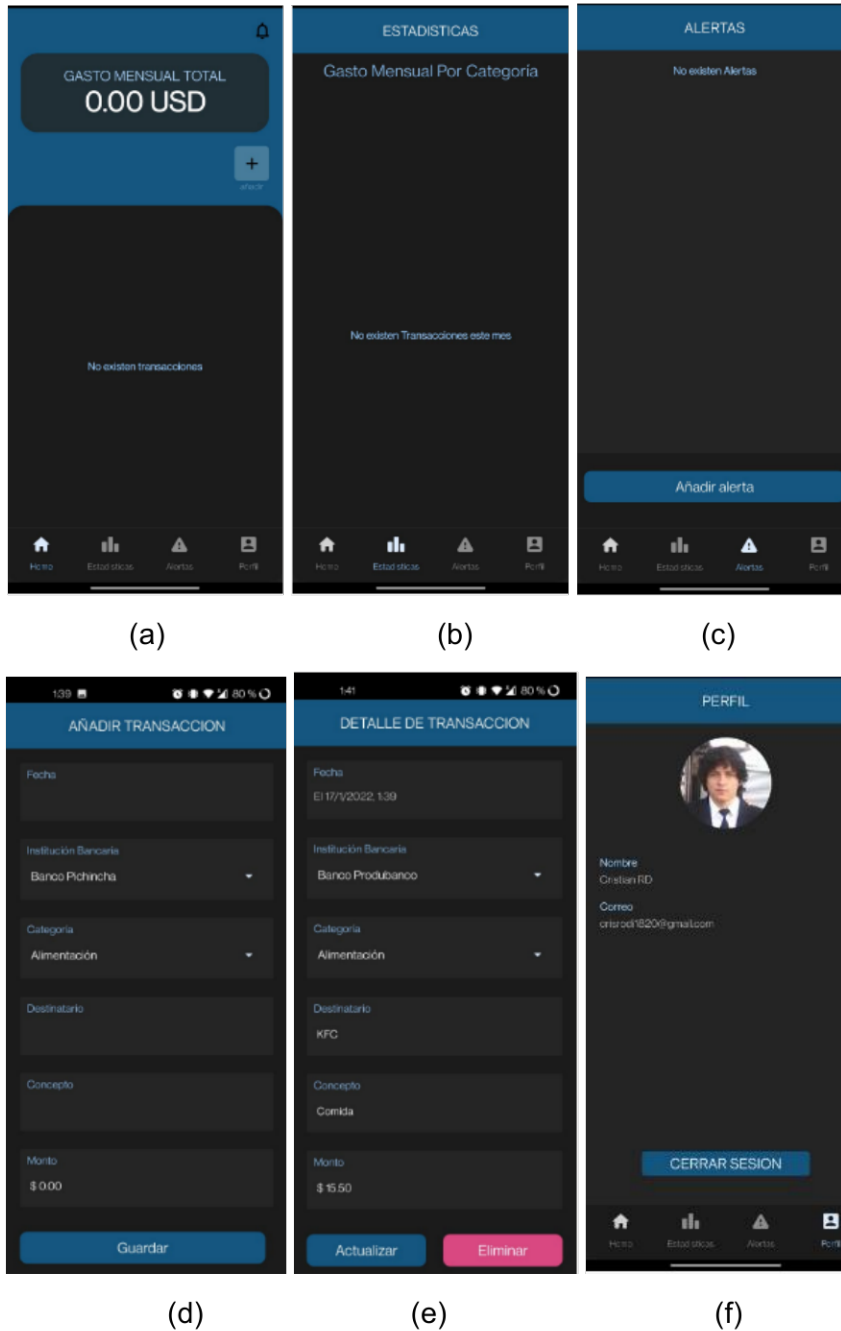 GASTO MENSUAL TOTAL
0.00 USD
+
añadir
No existen transacciones
Home Estadísticas Alertas Perfil
(a)
ESTADISTICAS
Gasto Mensual Por Categoría
No existen Transacciones este mes
Home Estadísticas Alertas Perfil
(b)
ALERTAS
No existen Alertas
Añadir alerta
Home Estadísticas Alertas Perfil
(c)
1:39 80 %
AÑADIR TRANSACCION
Fecha
Institución Bancaria
Banco Pichincha
Categoría
Alimentación
Destinatario
Concepto
Monto
$ 0.00
Guardar
(d)
1:41 80 %
DETALLE DE TRANSACCION
Fecha
El 17/1/2022, 1:39
Institución Bancaria
Banco Produbanco
Categoría
Alimentación
Destinatario
KFC
Concepto
Comida
Monto
$ 15.50
Actualizar Eliminar
(e)
PERFIL
Nombre
Cristian RD
Correo
crisrodi1820@gmail.com
CERRAR SESION
Home Estadísticas Alertas Perfil
(f)